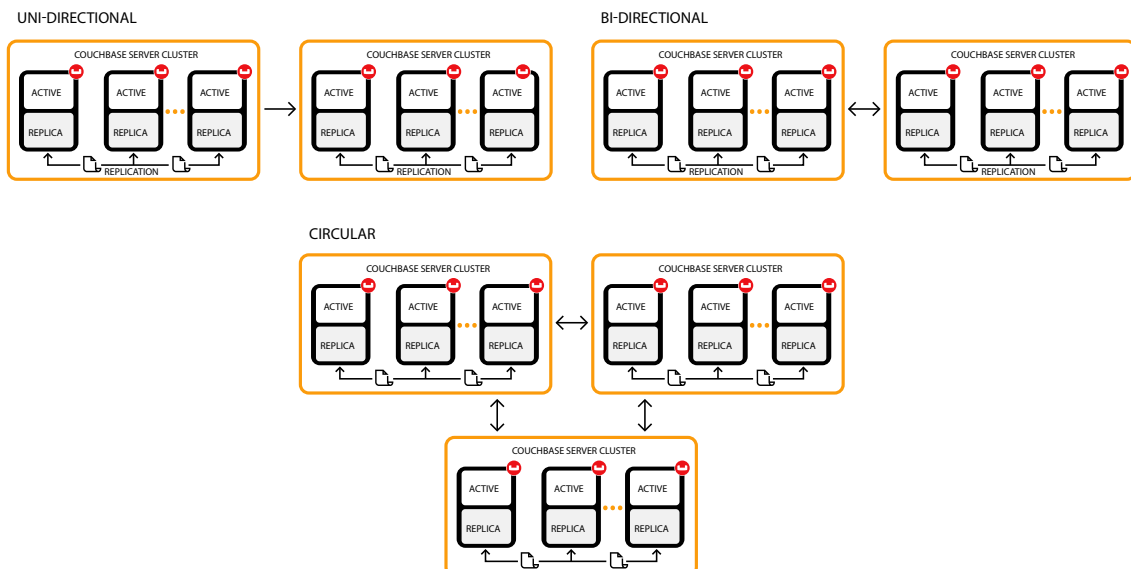 UNI-DIRECTIONAL
BI-DIRECTIONAL
COUCHBASE SERVER CLUSTER
COUCHBASE SERVER CLUSTER
COUCHBASE SERVER CLUSTER
COUCHBASE SERVER CLUSTER
ACTIVE ACTIVE ACTIVE
ACTIVE ACTIVE ACTIVE
ACTIVE ACTIVE ACTIVE
ACTIVE ACTIVE ACTIVE
REPLICA REPLICA REPLICA
REPLICA REPLICA REPLICA
REPLICA REPLICA REPLICA
REPLICA REPLICA REPLICA
REPLICATION
REPLICATION
REPLICATION
REPLICATION
CIRCULAR
COUCHBASE SERVER CLUSTER
COUCHBASE SERVER CLUSTER
ACTIVE ACTIVE ACTIVE
ACTIVE ACTIVE ACTIVE
REPLICA REPLICA REPLICA
REPLICA REPLICA REPLICA
COUCHBASE SERVER CLUSTER
ACTIVE ACTIVE ACTIVE
REPLICA REPLICA REPLICA